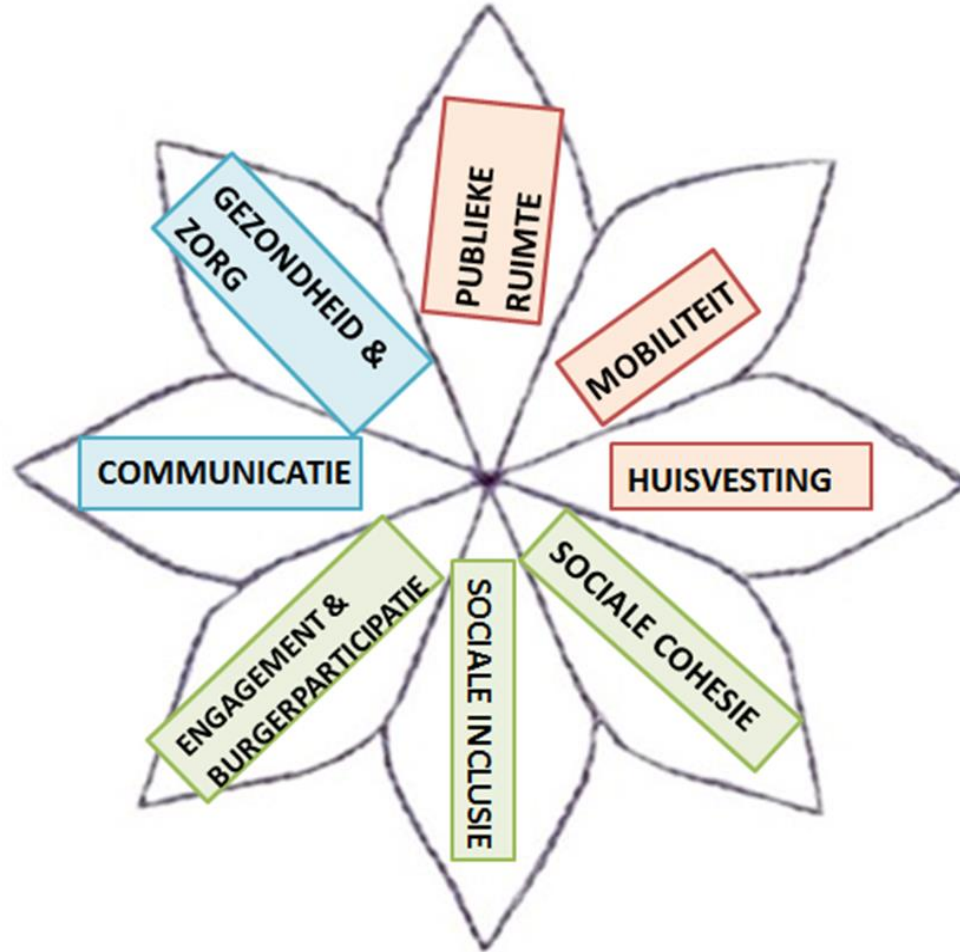 PUBLIEKE
RUIMTE
MOBILITEIT
HUISVESTING
SOCIALE COHESIE
SOCIALE INCLUSIE
ENGAGEMENT &
BURGERPARTICIPATIE
COMMUNICATIE
GEZONDHEID &
ZORG